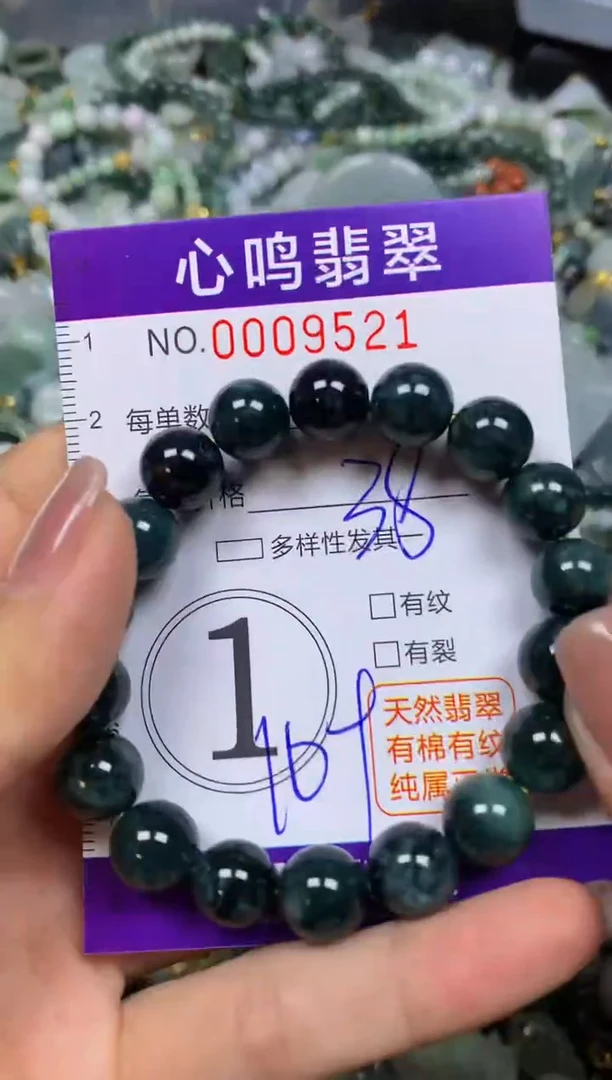 心鸣翡翠
NO.0009521
1
2
每单数
格 38
多样性发其一
有纹
有裂
1
天然翡翠
有棉有纹
纯属